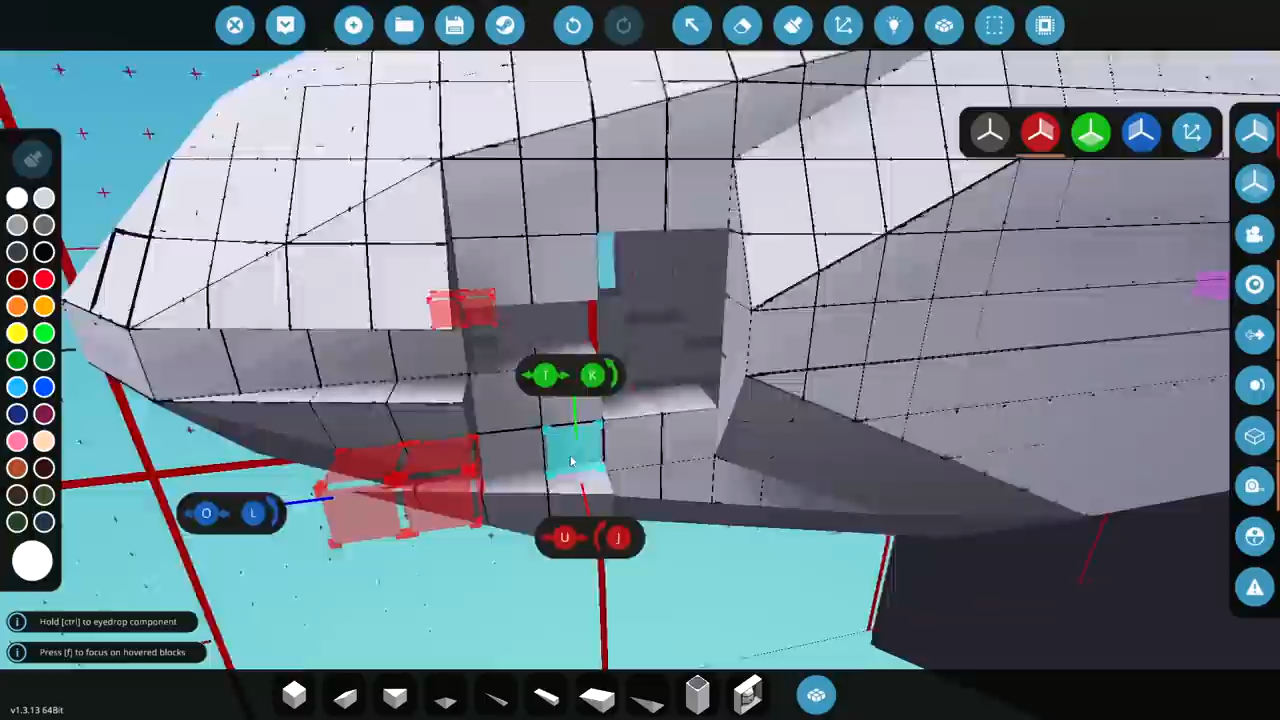 T K
O L
U J
Hold [ctrl] to eyedrop component
Press [f] to focus on hovered blocks
v1.3.13 64Bit